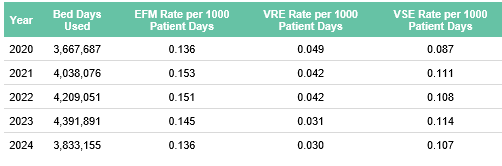 Year Bed Days Used EFM Rate per 1000 Patient Days VRE Rate per 1000 Patient Days VSE Rate per 1000 Patient Days
2020 3,667,687 0.136 0.049 0.087
2021 4,038,076 0.153 0.042 0.111
2022 4,209,051 0.151 0.042 0.108
2023 4,391,891 0.145 0.031 0.114
2024 3,833,155 0.136 0.030 0.107